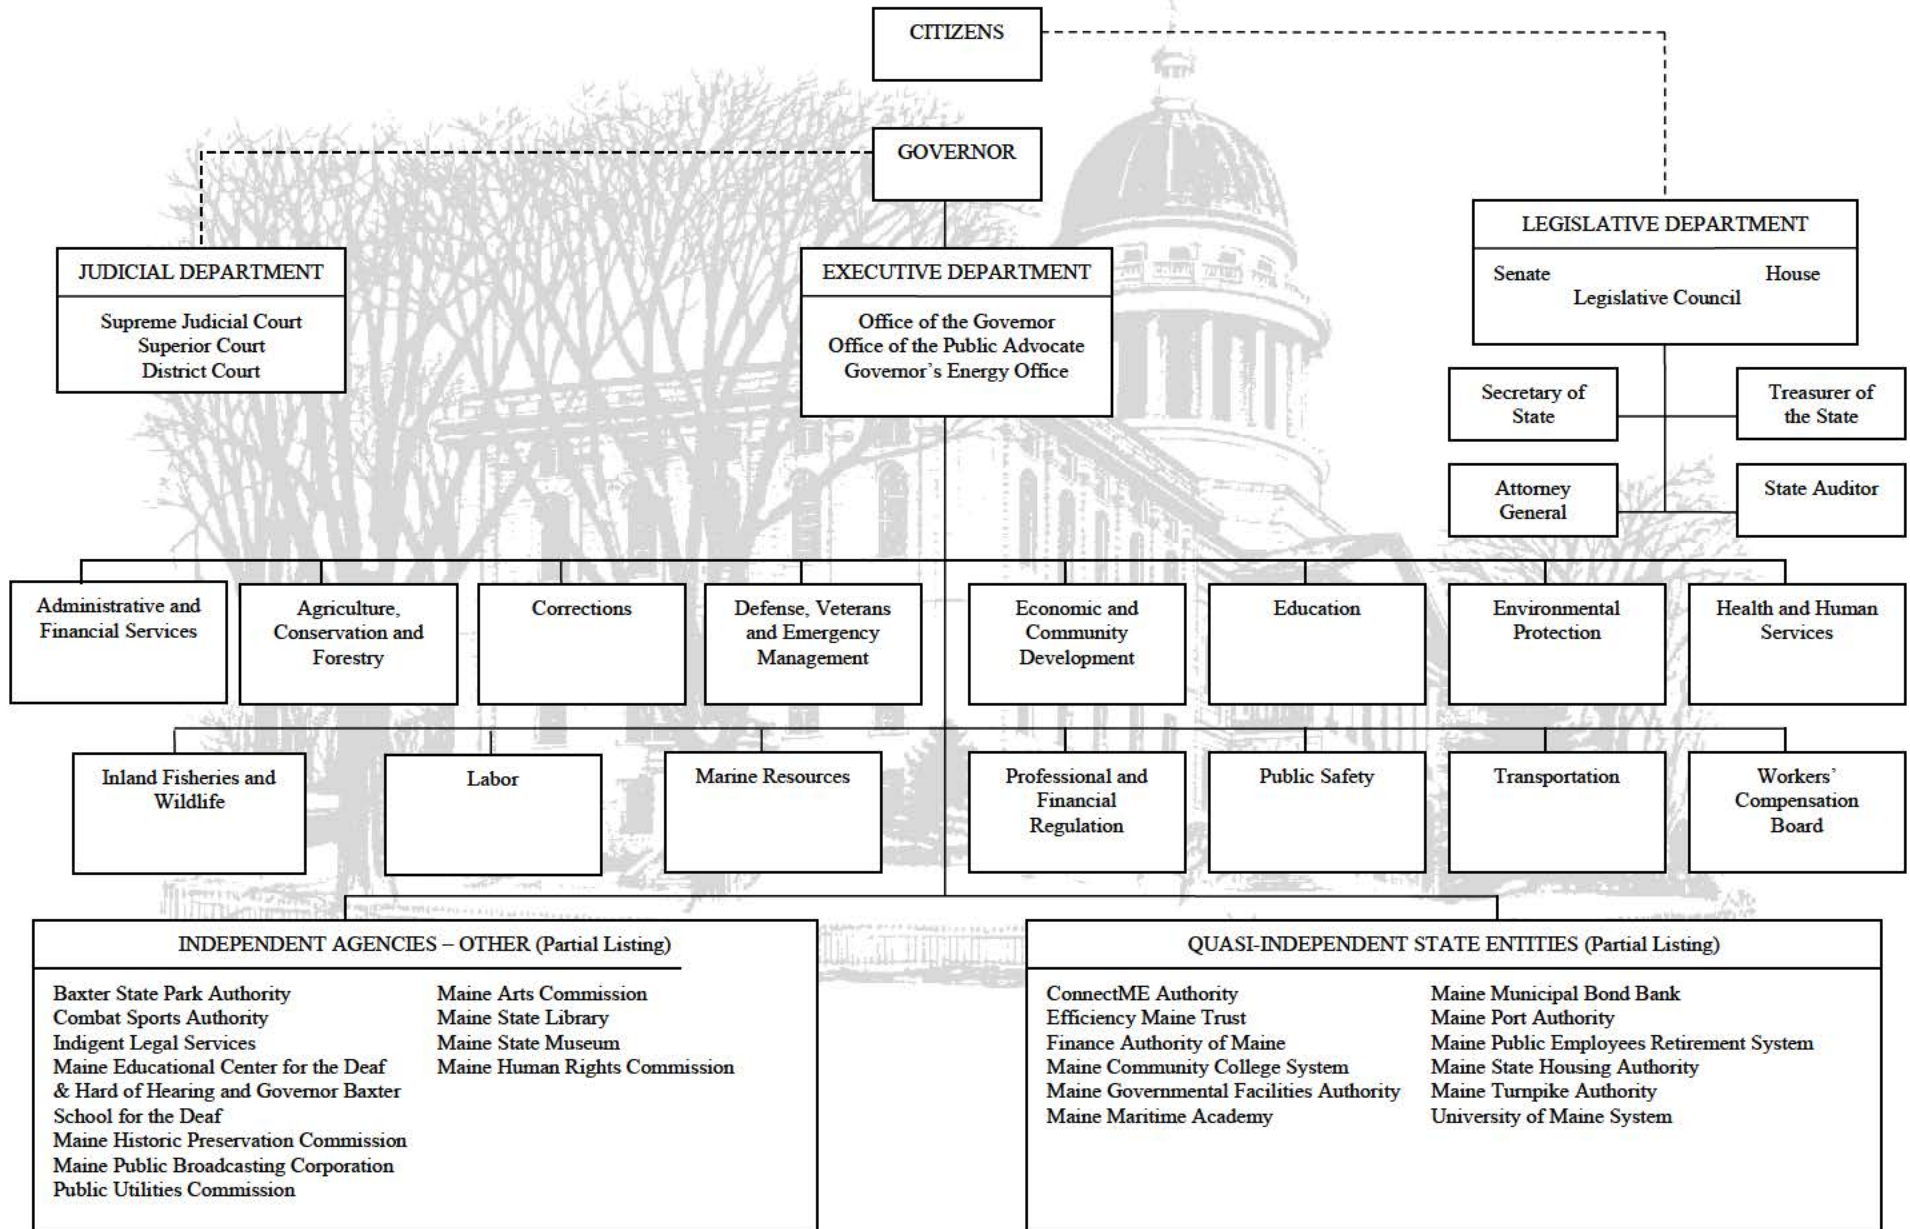 CITIZENS
GOVERNOR
JUDICIAL DEPARTMENT
Supreme Judicial Court
Superior Court
District Court
EXECUTIVE DEPARTMENT
Office of the Governor
Office of the Public Advocate
Governor’s Energy Office
LEGISLATIVE DEPARTMENT
Senate House
Legislative Council
Secretary of
State
Treasurer of
the State
Attorney
General
State Auditor
Administrative and
Financial Services
Agriculture,
Conservation and
Forestry
Corrections
Defense, Veterans
and Emergency
Management
Economic and
Community
Development
Education
Environmental
Protection
Health and Human
Services
Inland Fisheries and
Wildlife
Labor
Marine Resources
Professional and
Financial
Regulation
Public Safety
Transportation
Workers’
Compensation
Board
INDEPENDENT AGENCIES – OTHER (Partial Listing)
Baxter State Park Authority
Combat Sports Authority
Indigent Legal Services
Maine Educational Center for the Deaf
& Hard of Hearing and Governor Baxter
School for the Deaf
Maine Historic Preservation Commission
Maine Public Broadcasting Corporation
Public Utilities Commission
Maine Arts Commission
Maine State Library
Maine State Museum
Maine Human Rights Commission
QUASI-INDEPENDENT STATE ENTITIES (Partial Listing)
ConnectME Authority
Efficiency Maine Trust
Finance Authority of Maine
Maine Community College System
Maine Governmental Facilities Authority
Maine Maritime Academy
Maine Municipal Bond Bank
Maine Port Authority
Maine Public Employees Retirement System
Maine State Housing Authority
Maine Turnpike Authority
University of Maine System